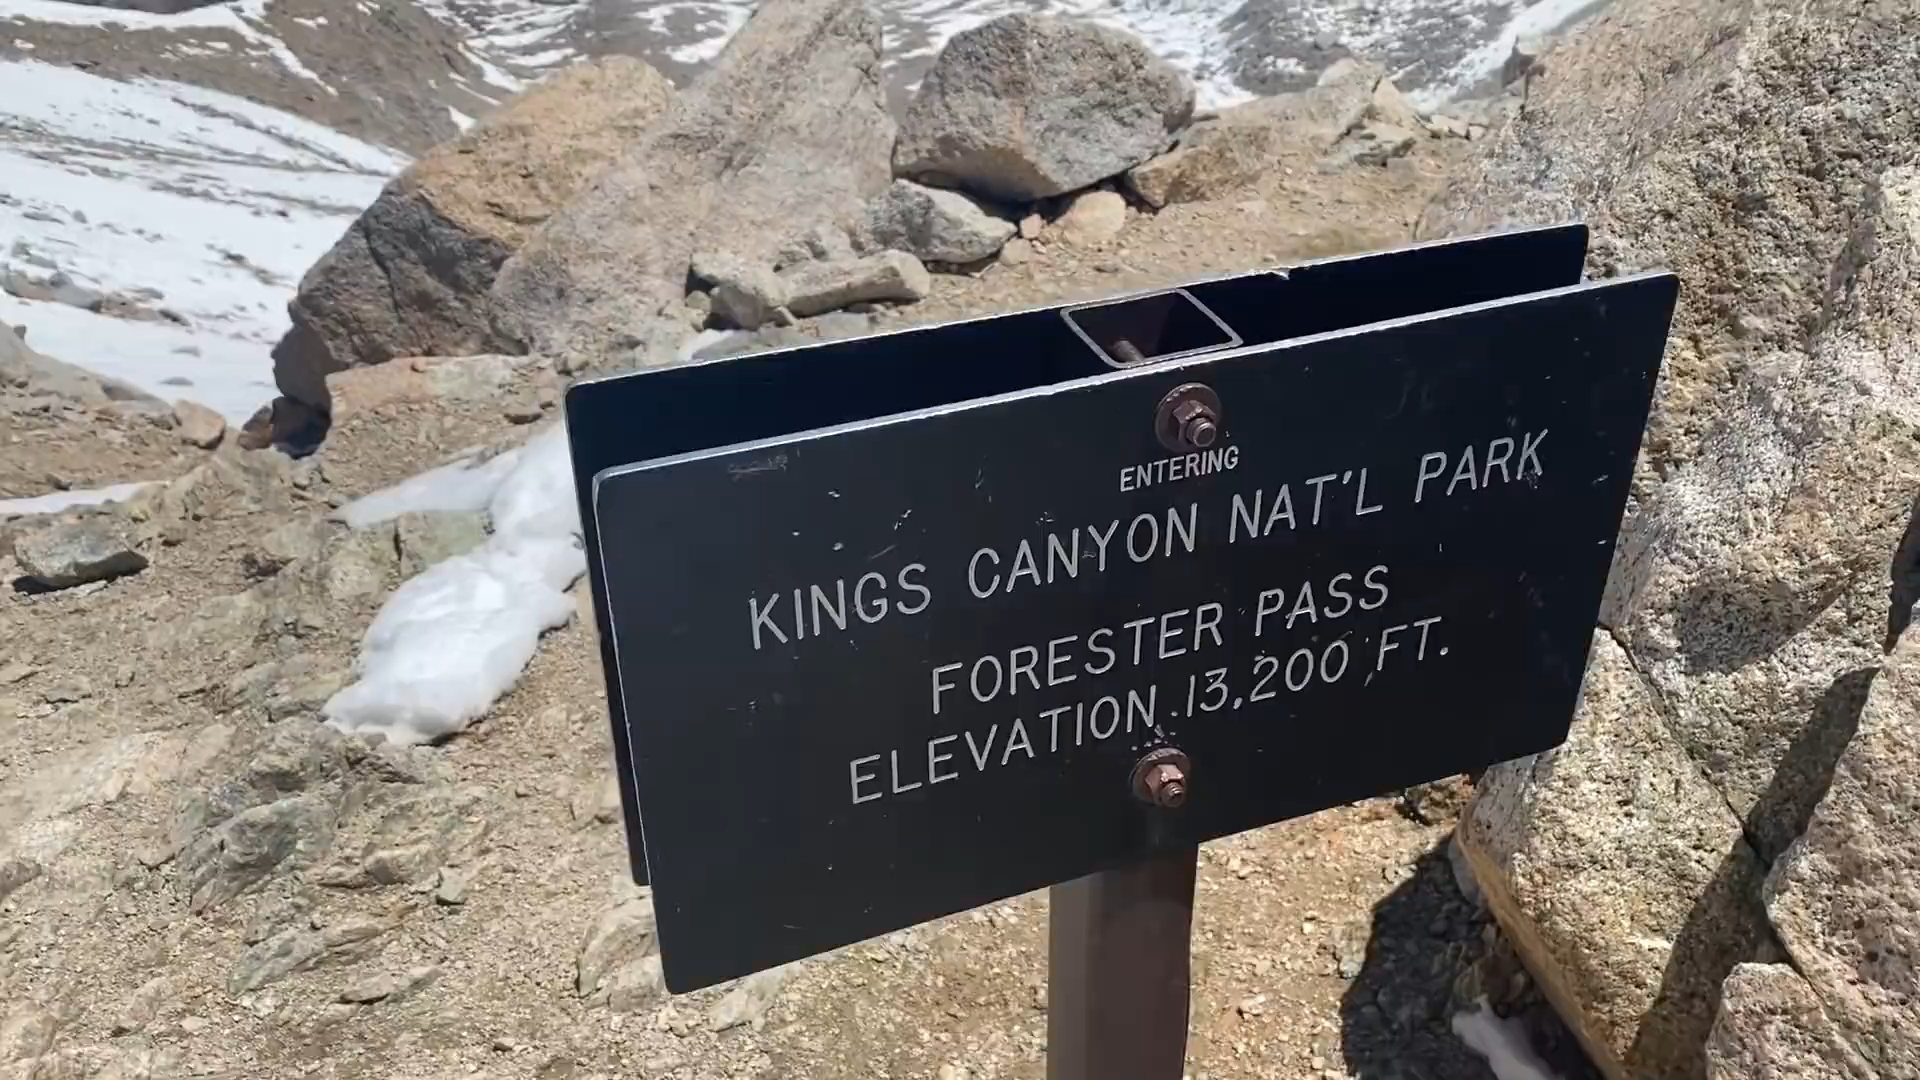 ENTERING
KINGS CANYON NAT'L PARK
FORESTER PASS
ELEVATION 13,200 FT.